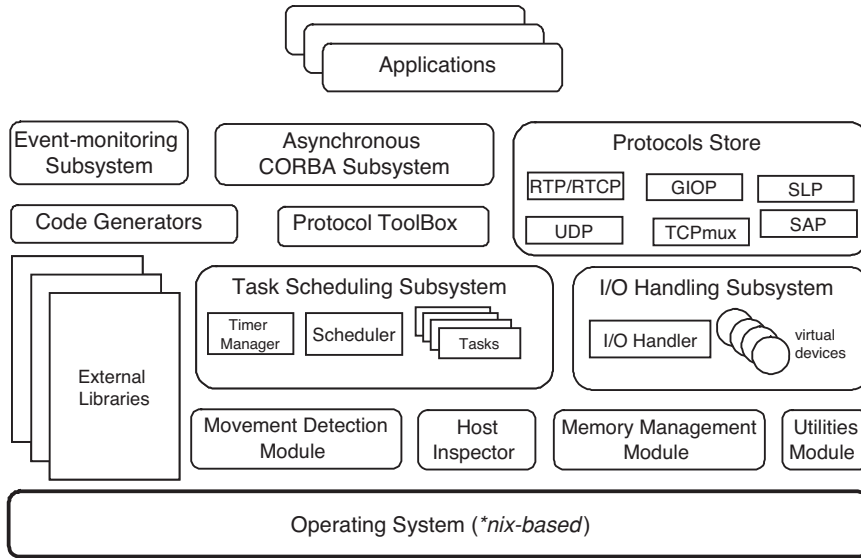 Applications
Event-monitoring
Subsystem
Asynchronous
CORBA Subsystem
Protocols Store
RTP/RTCP
GIOP
SLP
UDP
TCPmux
SAP
Code Generators
Protocol ToolBox
Task Scheduling Subsystem
Timer
Manager
Scheduler
Tasks
I/O Handling Subsystem
I/O Handler
virtual
devices
External
Libraries
Movement Detection
Module
Host
Inspector
Memory Management
Module
Utilities
Module
Operating System (*nix-based)